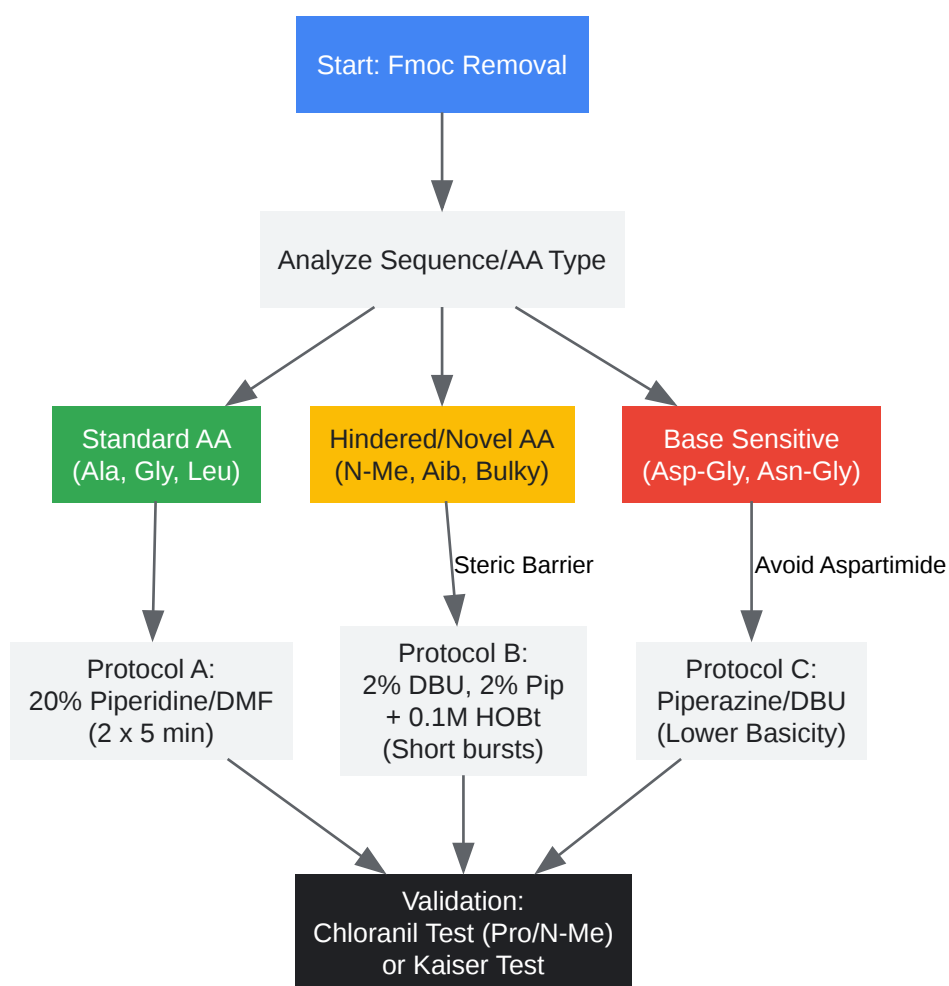 Start: Fmoc Removal
Analyze Sequence/AA Type
Standard AA
(Ala, Gly, Leu)
Hindered/Novel AA
(N-Me, Aib, Bulky)
Base Sensitive
(Asp-Gly, Asn-Gly)
Steric Barrier
Avoid Aspartimide
Protocol A:
20% Piperidine/DMF
(2 x 5 min)
Protocol B:
2% DBU, 2% Pip
+ 0.1M HOBt
(Short bursts)
Protocol C:
Piperazine/DBU
(Lower Basicity)
Validation:
Chloranil Test (Pro/N-Me)
or Kaiser Test